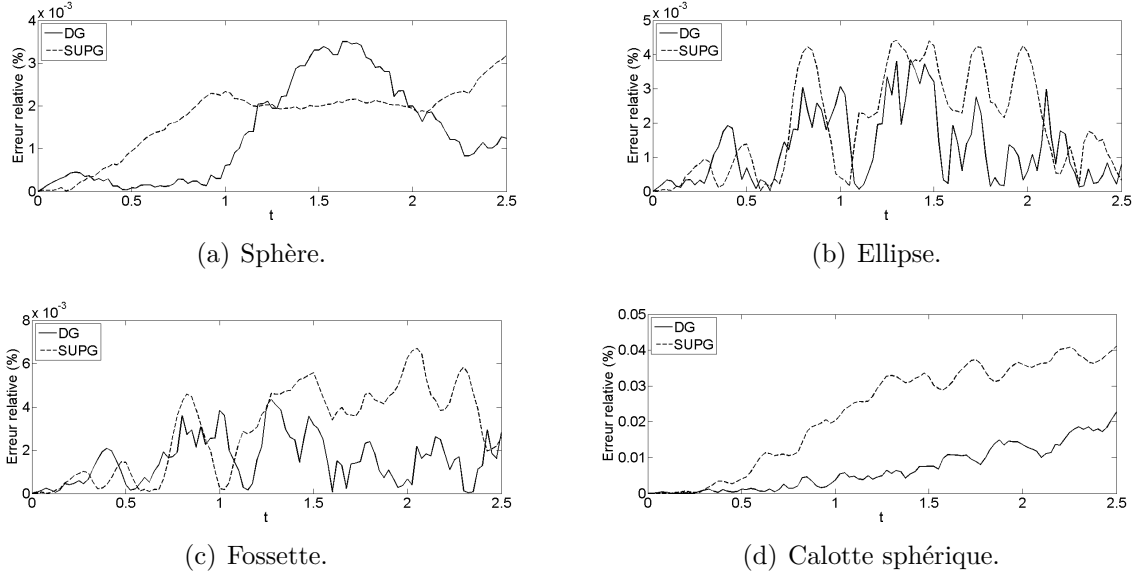 x 10⁻³
DG
SUPG
Erreur relative (%)
4
3
2
1
0
0 0.5 1 1.5 2 2.5
t
(a) Sphère.
x 10⁻³
DG
SUPG
Erreur relative (%)
5
4
3
2
1
0
0 0.5 1 1.5 2 2.5
t
(b) Ellipse.
x 10⁻³
DG
SUPG
Erreur relative (%)
8
6
4
2
0
0 0.5 1 1.5 2 2.5
t
(c) Fossette.
DG
SUPG
Erreur relative (%)
0.05
0.04
0.03
0.02
0.01
0
0 0.5 1 1.5 2 2.5
t
(d) Calotte sphérique.